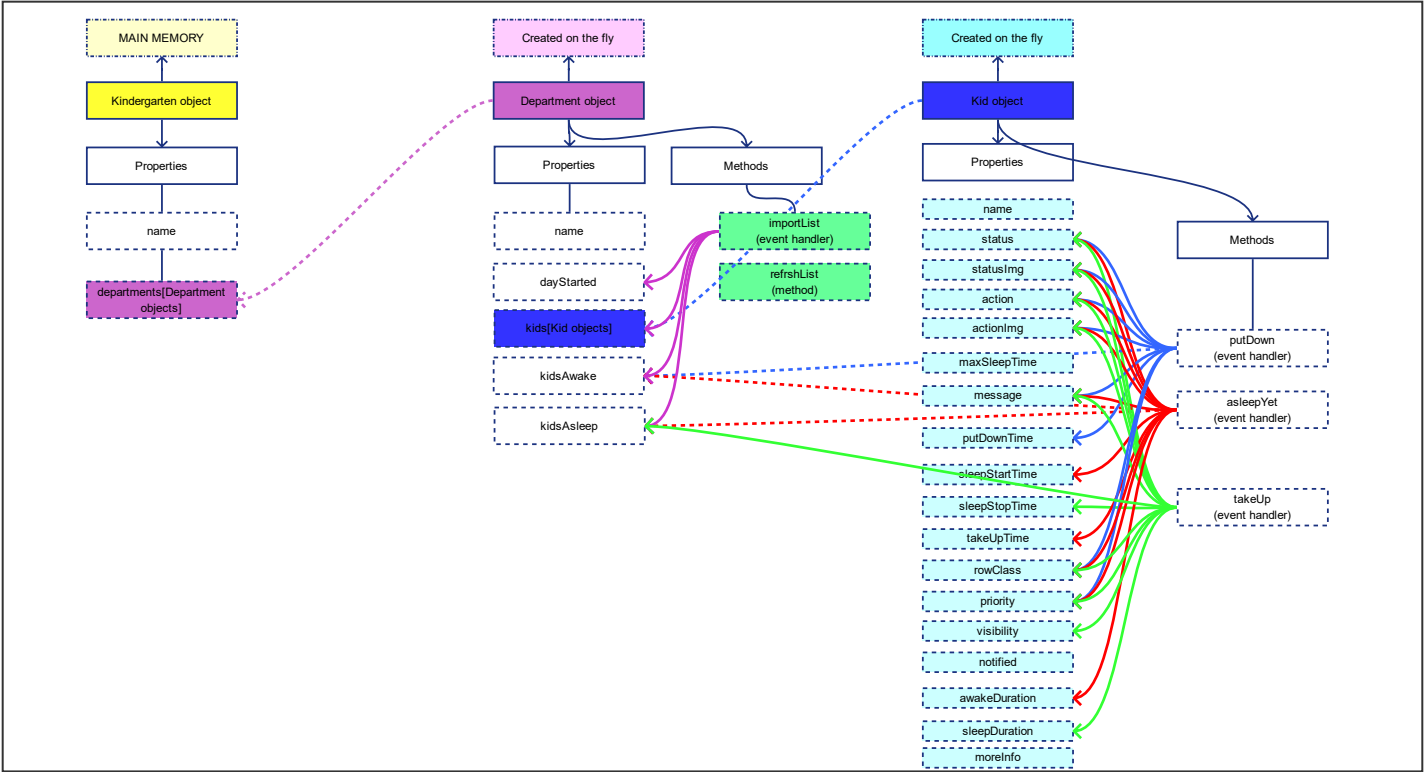 MAIN MEMORY
Kindergarten object
Properties
name
departments[Department
objects]
Created on the fly
Department object
Properties
Methods
name
dayStarted
kids[Kid objects]
kidsAwake
kidsAsleep
importList
(event handler)
refrshList
(method)
Created on the fly
Kid object
Properties
name
status
statusImg
action
actionImg
maxSleepTime
message
putDownTime
sleepStartTime
sleepStopTime
takeUpTime
rowClass
priority
visibility
notified
awakeDuration
sleepDuration
moreInfo
Methods
putDown
(event handler)
asleepYet
(event handler)
takeUp
(event handler)